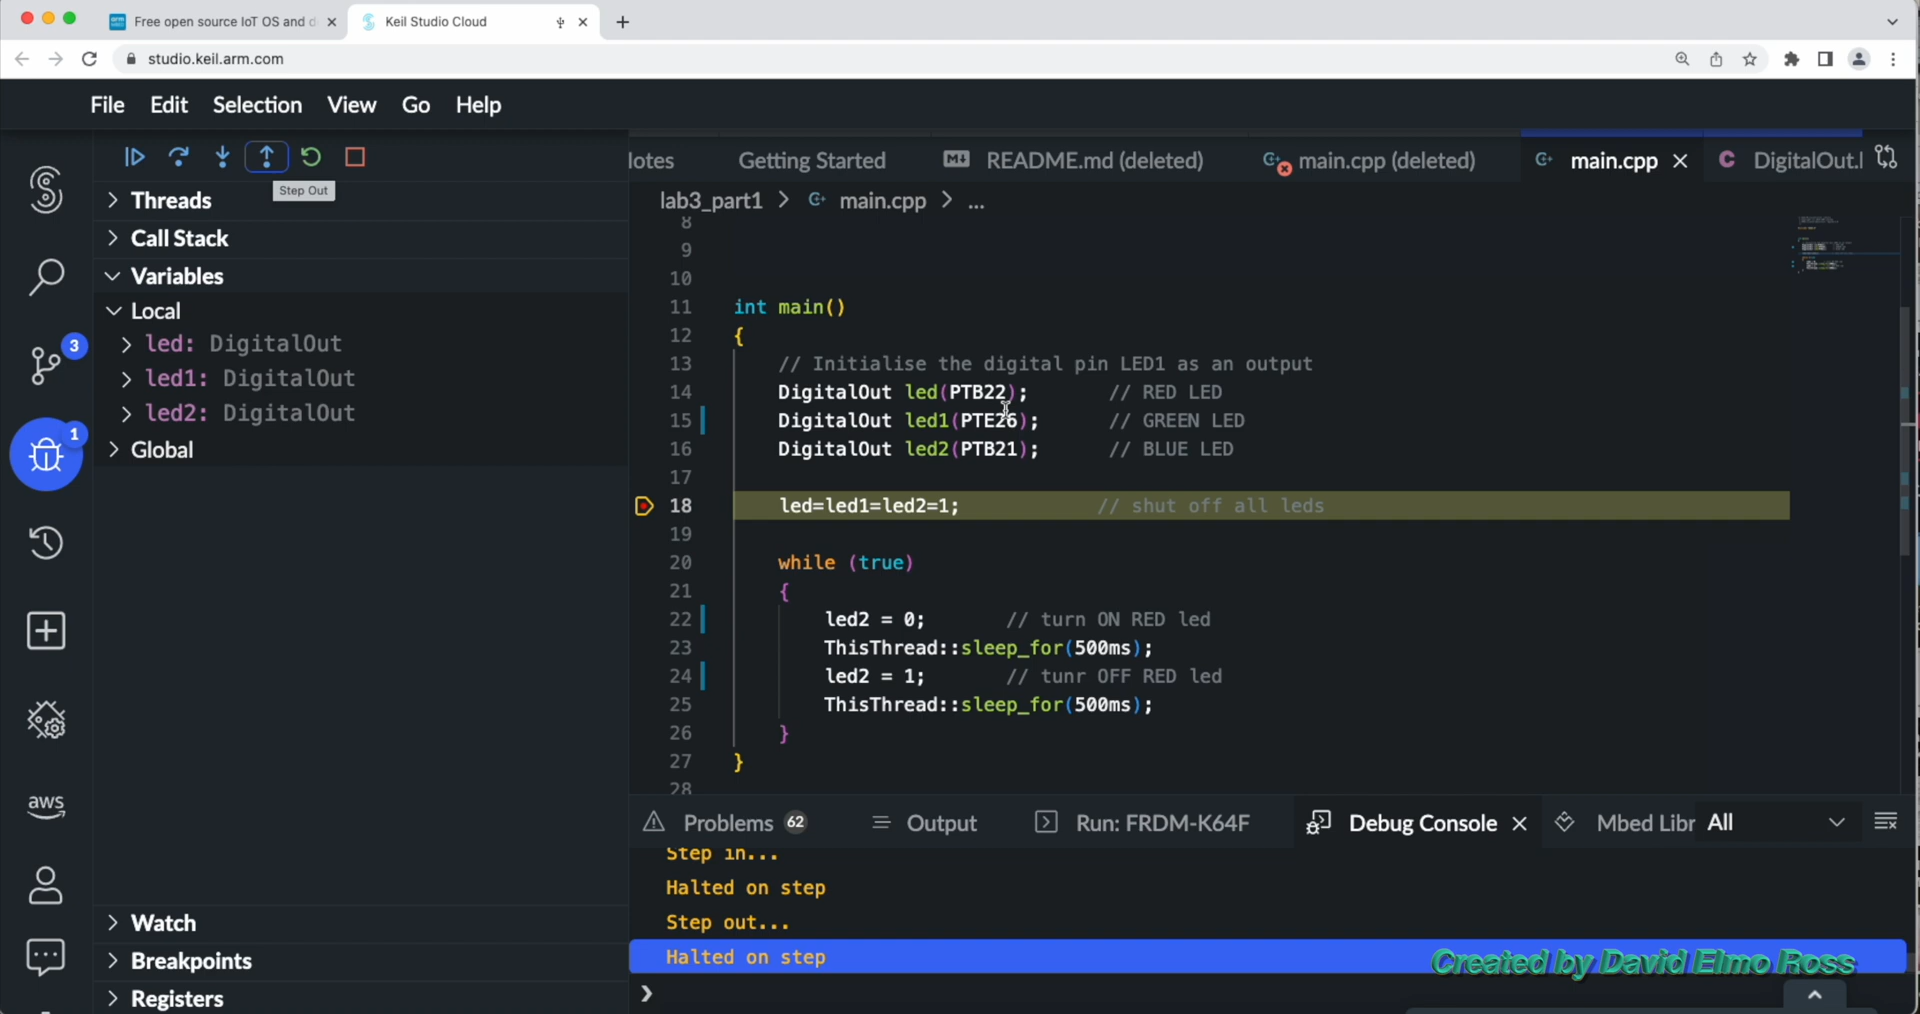 Free open source IoT OS and d
Keil Studio Cloud
studio.keil.arm.com
File Edit Selection View Go Help
Step Out
Threads
Call Stack
Variables
Local
led: DigitalOut
led1: DigitalOut
led2: DigitalOut
Global
3
1
aws
Watch
Breakpoints
Registers
lotes
Getting Started
README.md (deleted)
main.cpp (deleted)
main.cpp
DigitalOut.l
lab3_part1 > main.cpp > ...
8
9
10
11 int main()
12 {
13 // Initialise the digital pin LED1 as an output
14 DigitalOut led(PTB22); // RED LED
15 DigitalOut led1(PTE26); // GREEN LED
16 DigitalOut led2(PTB21); // BLUE LED
17
18 led=led1=led2=1; // shut off all leds
19
20 while (true)
21 {
22 led2 = 0; // turn ON RED led
23 ThisThread::sleep_for(500ms);
24 led2 = 1; // tunr OFF RED led
25 ThisThread::sleep_for(500ms);
26 }
27 }
28
Problems 62 Output Run: FRDM-K64F Debug Console Mbed Libr All
Step in...
Halted on step
Step out...
Halted on step
Created by David Elmo Ross